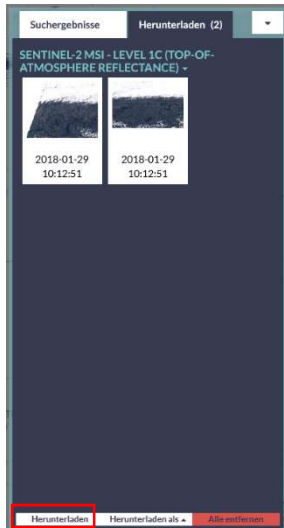 Suchergebnisse
Herunterladen (2)
SENTINEL-2 MSI - LEVEL 1C (TOP-OF-
ATMOSPHERE REFLECTANCE)
2018-01-29
10:12:51
2018-01-29
10:12:51
Herunterladen
Herunterladen als
Alle entfernen